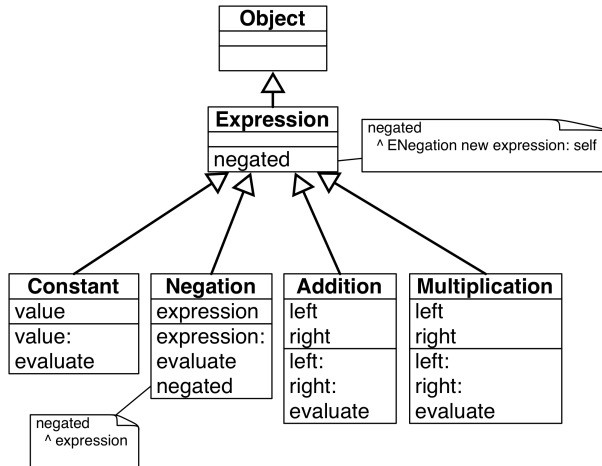 Object
Expression
negated
negated
^ ENegation new expression: self
Constant
value
value:
evaluate
Negation
expression
expression:
evaluate
negated
Addition
left
right
left:
right:
evaluate
Multiplication
left
right
left:
right:
evaluate
negated
^ expression